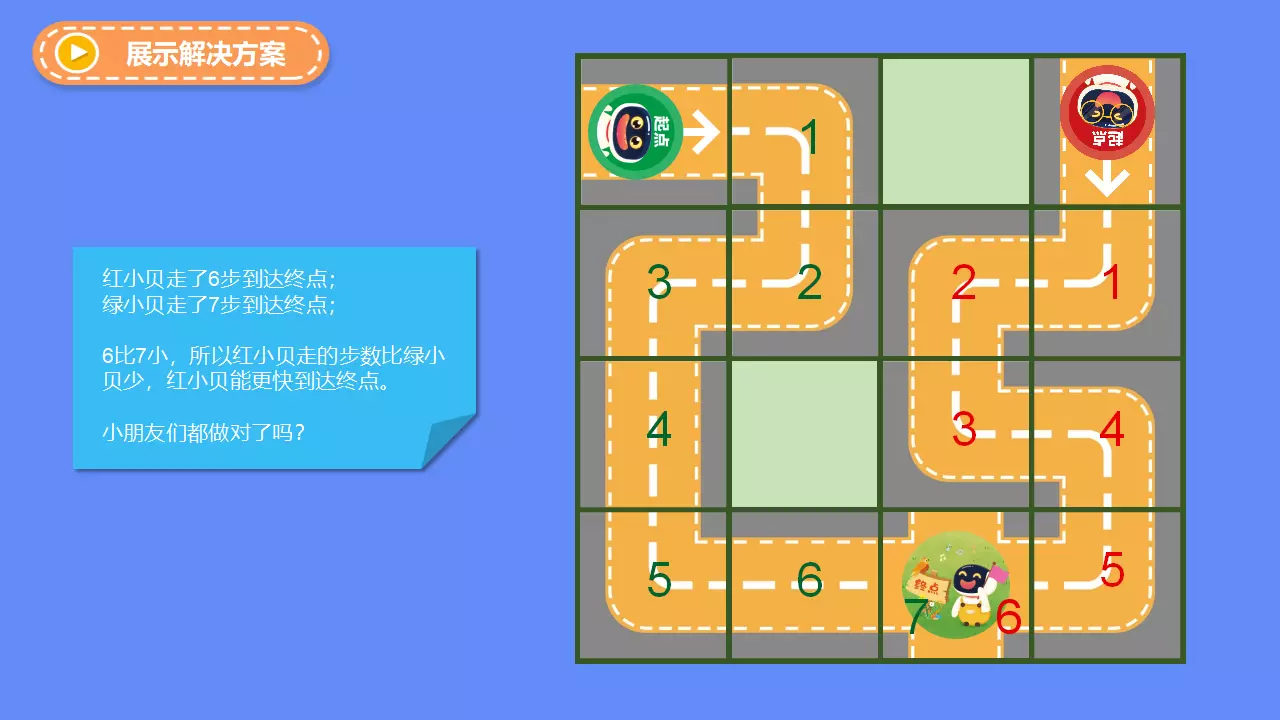 展示解决方案
起点
1
起点
3
2
2
1
4
3
4
5
6
终点
7
6
5
红小贝走了6步到达终点；
绿小贝走了7步到达终点；
6比7小，所以红小贝走的步数比绿小
贝少，红小贝能更快到达终点。
小朋友们都做对了吗？